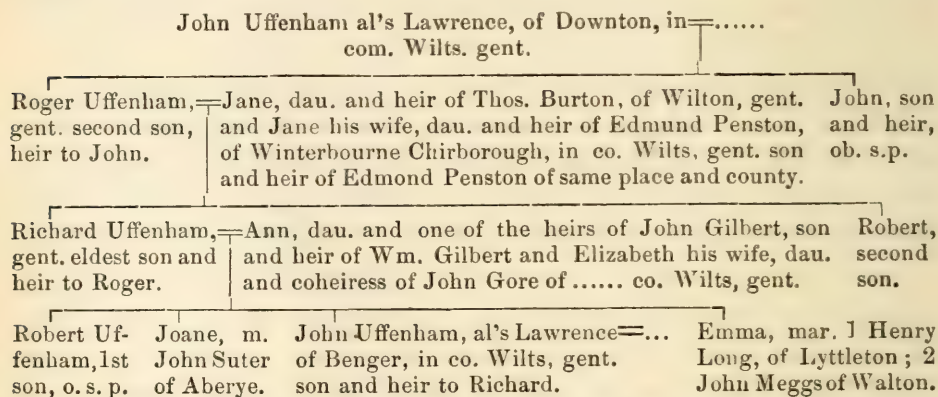 John Uffenham al's Lawrence, of Downton, in=......
com. Wilts. gent.
Roger Uffenham,=Jane, dau. and heir of Thos. Burton, of Wilton, gent. John, son
gent. second son, and Jane his wife, dau. and heir of Edmund Penston, and heir,
heir to John. of Winterbourne Chirborough, in co. Wilts, gent. son ob. s.p.
and heir of Edmond Penston of same place and county.
Richard Uffenham,=Ann, dau. and one of the heirs of John Gilbert, son Robert,
gent. eldest son and and heir of Wm. Gilbert and Elizabeth his wife, dau. second
heir to Roger. and coheiress of John Gore of ...... co. Wilts, gent. son.
Robert Uf- Joane, m. John Uffenham, al's Lawrence=... Emma, mar. 1 Henry
fenham, 1st John Suter of Benger, in co. Wilts, gent. Long, of Lyttleton; 2
son, o. s. p. of Aberye. son and heir to Richard. John Meggs of Walton.